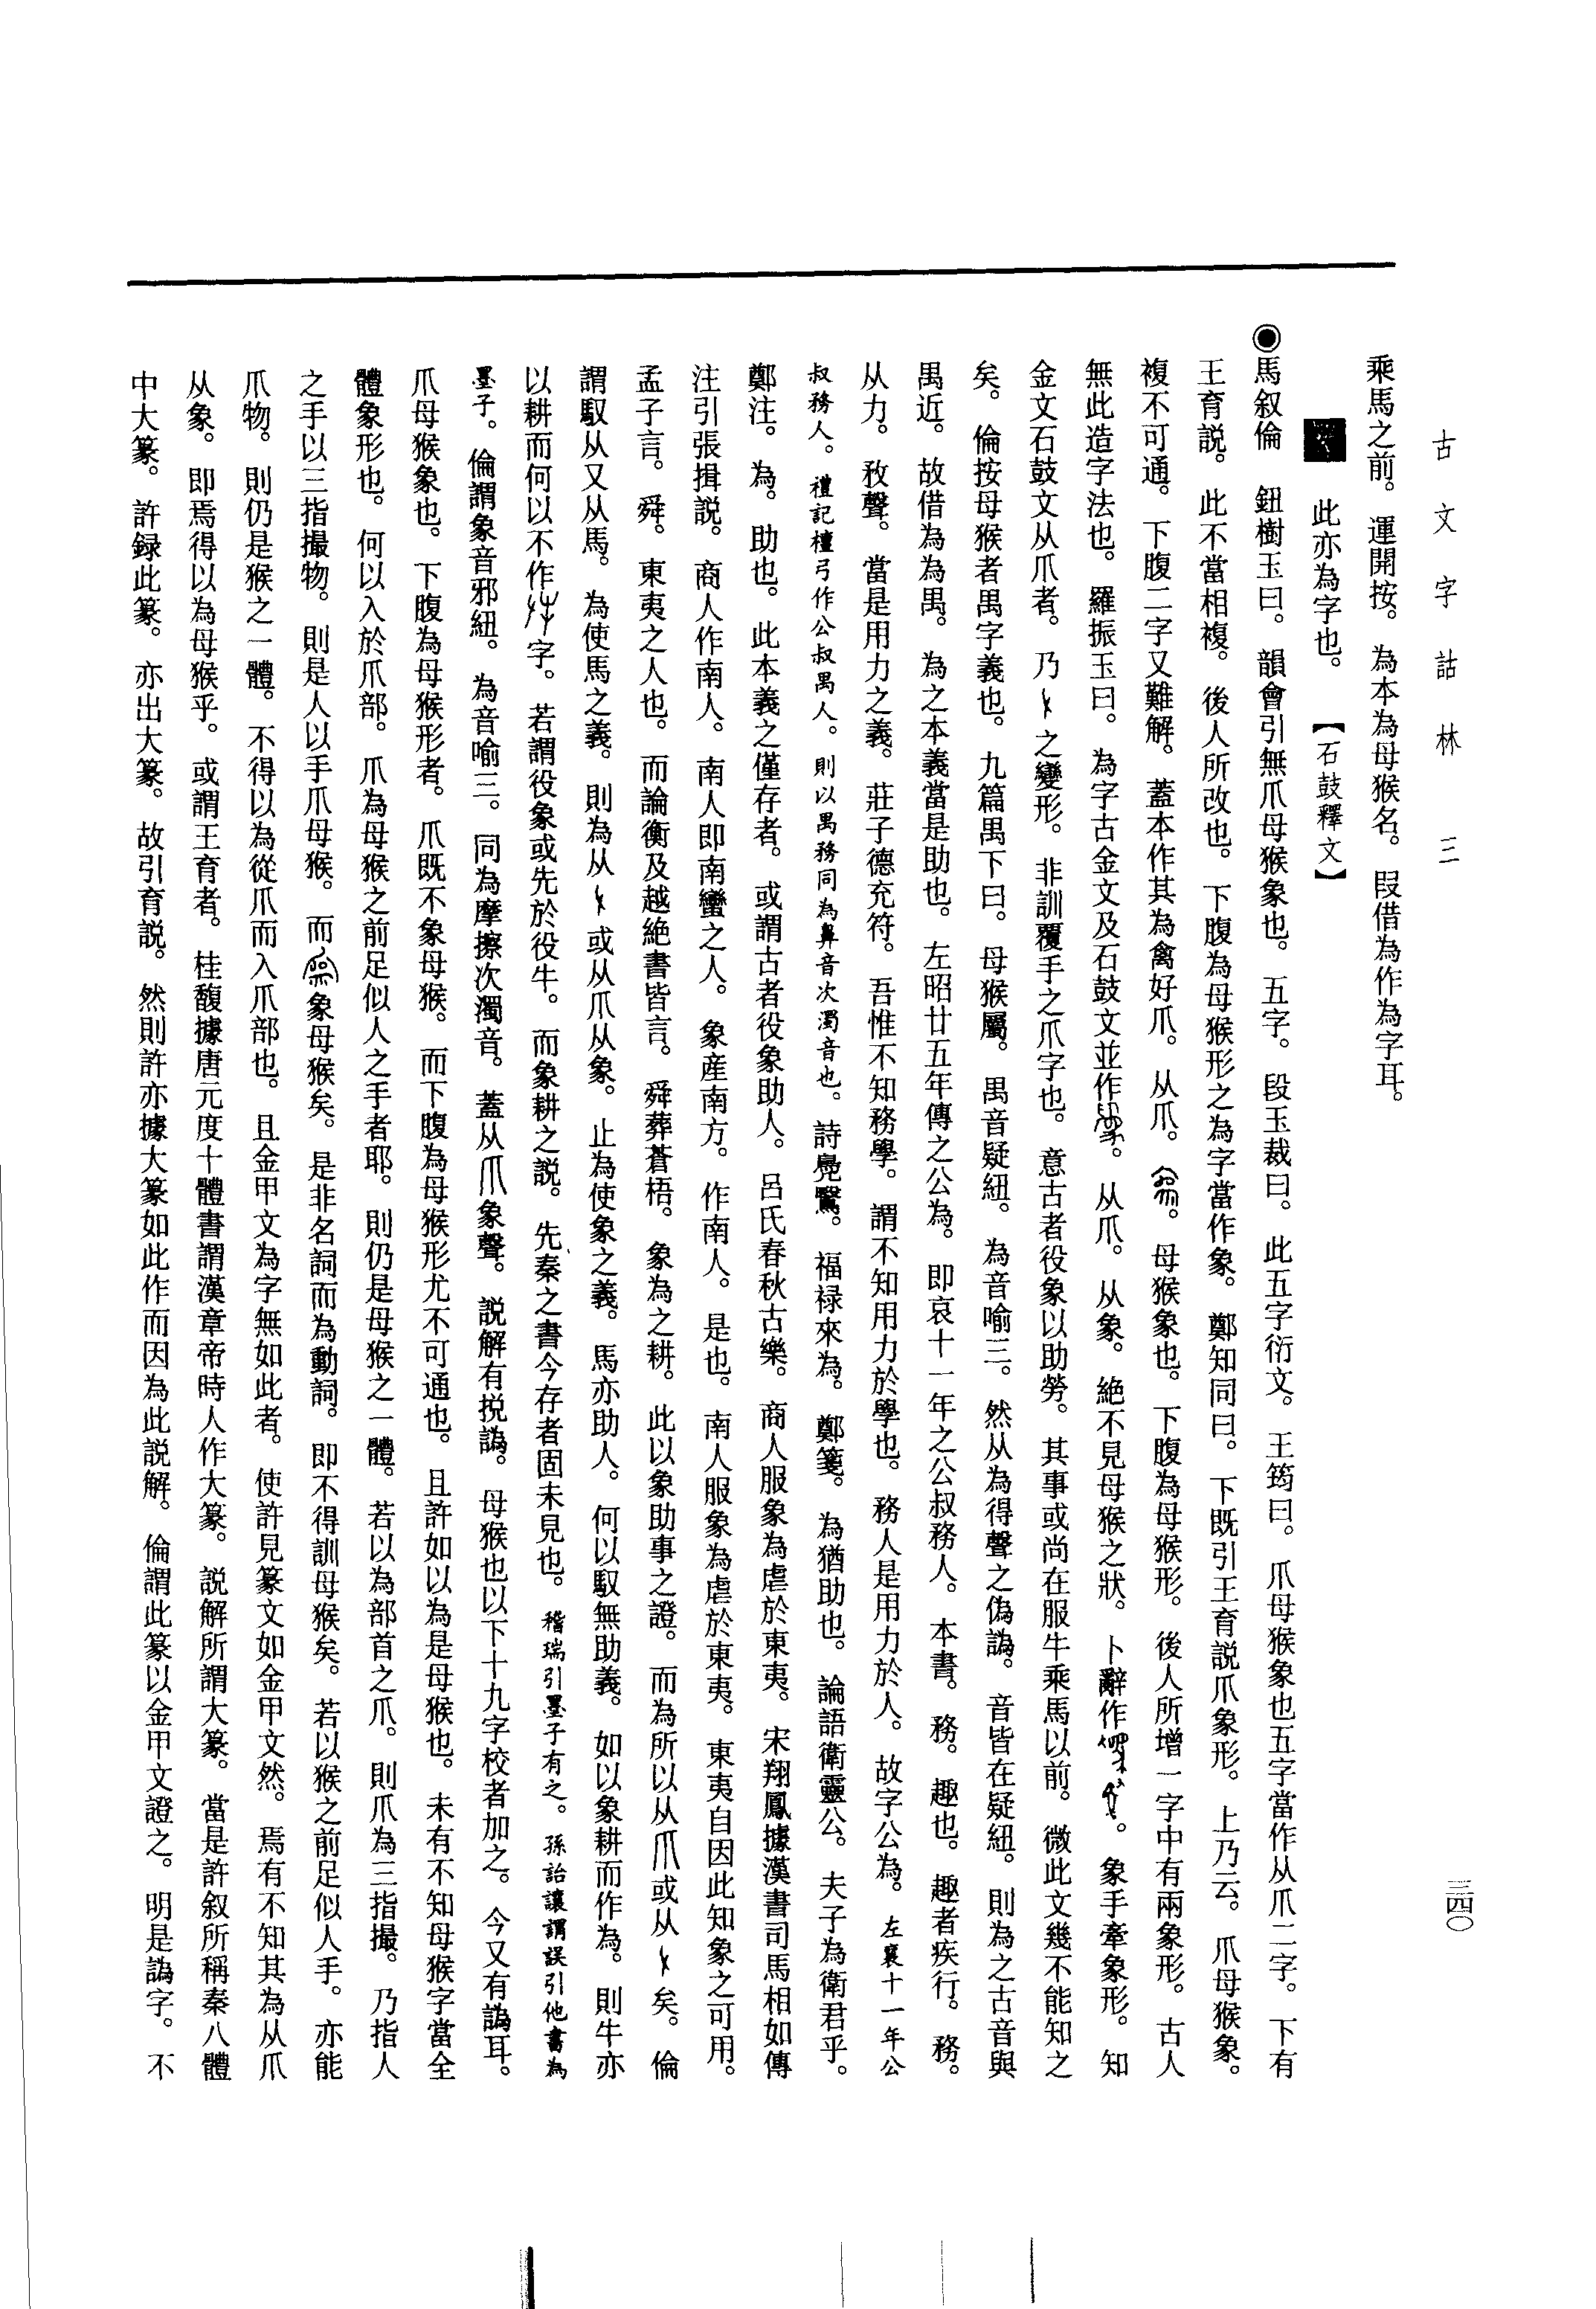 古文字詁林 三
三四〇
乘馬之前。運開按。為本為母猴名。叚借為作為字耳。
此亦為字也。【石鼓釋文】
◉馬叙倫 鈕樹玉曰。韻會引無爪母猴象也。五字。段玉裁曰。此五字衍文。王筠曰。爪母猴象也五字當作从爪二字。下有
王育説。此不當相複。後人所改也。下腹為母猴形之為字當作象。鄭知同曰。下既引王育説爪象形。上乃云。爪母猴象。
複不可通。下腹二字又難解。蓋本作其為禽好爪。从爪。。母猴象也。下腹為母猴形。後人所增一字中有兩象形。古人
無此造字法也。羅振玉曰。為字古金文及石鼓文並作。从爪。从象。絶不見母猴之狀。卜辭作。象手牽象形。知
金文石鼓文从爪者。乃之變形。非訓覆手之爪字也。意古者役象以助勞。其事或尚在服牛乘馬以前。微此文幾不能知之
矣。倫按母猴者禺字義也。九篇禺下曰。母猴屬。禺音疑紐。為音喻三。然从為得聲之偽譌。音皆在疑紐。則為之古音與
禺近。故借為為禺。為之本義當是助也。左昭廿五年傳之公為。即哀十一年之公叔務人。本書。務。趣也。趣者疾行。務。
从力。敄聲。當是用力之義。莊子德充符。吾惟不知務學。謂不知用力於學也。務人是用力於人。故字公為。左襄十一年公
叔務人。禮記檀弓作公叔禺人。則以禺務同為鼻音次濁音也。詩鳧鷖。福禄來為。鄭箋。為猶助也。論語衛靈公。夫子為衛君乎。
鄭注。為。助也。此本義之僅存者。或謂古者役象助人。呂氏春秋古樂。商人服象為虐於東夷。宋翔鳳據漢書司馬相如傳
注引張揖説。商人作南人。南人即南蠻之人。象産南方。作南人。是也。南人服象為虐於東夷。東夷自因此知象之可用。
孟子言。舜。東夷之人也。而論衡及越絶書皆言。舜葬蒼梧。象為之耕。此以象助事之證。而為所以从爪或从矣。倫
謂馭从又从馬。為使馬之義。則為从或从爪从象。止為使象之義。馬亦助人。何以馭無助義。如以象耕而作為。則牛亦
以耕而何以不作字。若謂役象或先於役牛。而象耕之説。先秦之書今存者固未見也。稽瑞引墨子有之。孫詒讓謂誤引他書為
墨子。倫謂象音邪紐。為音喻三。同為摩擦次濁音。蓋从爪象聲。説解有挩譌。母猴也以下十九字校者加之。今又有譌耳。
爪母猴象也。下腹為母猴形者。爪既不象母猴。而下腹為母猴形尤不可通也。且許如以為是母猴也。未有不知母猴字當全
體象形也。何以入於爪部。爪為母猴之前足似人之手者耶。則仍是母猴之一體。若以為部首之爪。則爪為三指撮。乃指人
之手以三指撮物。則是人以手爪母猴。而象母猴矣。是非名詞而為動詞。即不得訓母猴矣。若以猴之前足似人手。亦能
爪物。則仍是猴之一體。不得以為從爪而入爪部也。且金甲文為字無如此者。使許見篆文如金甲文然。焉有不知其為从爪
从象。即焉得以為母猴乎。或謂王育者。桂馥據唐元度十體書謂漢章帝時人作大篆。説解所謂大篆。當是許叙所稱秦八體
中大篆。許録此篆。亦出大篆。故引育説。然則許亦據大篆如此作而因為此説解。倫謂此篆以金甲文證之。明是譌字。不